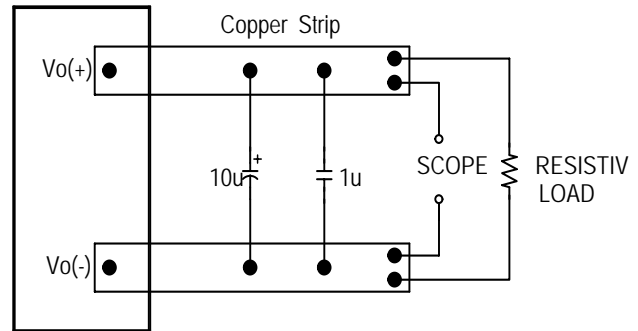 Copper Strip
Vo(+)
+
10u
1u
SCOPE
RESISTIV
LOAD
Vo(-)